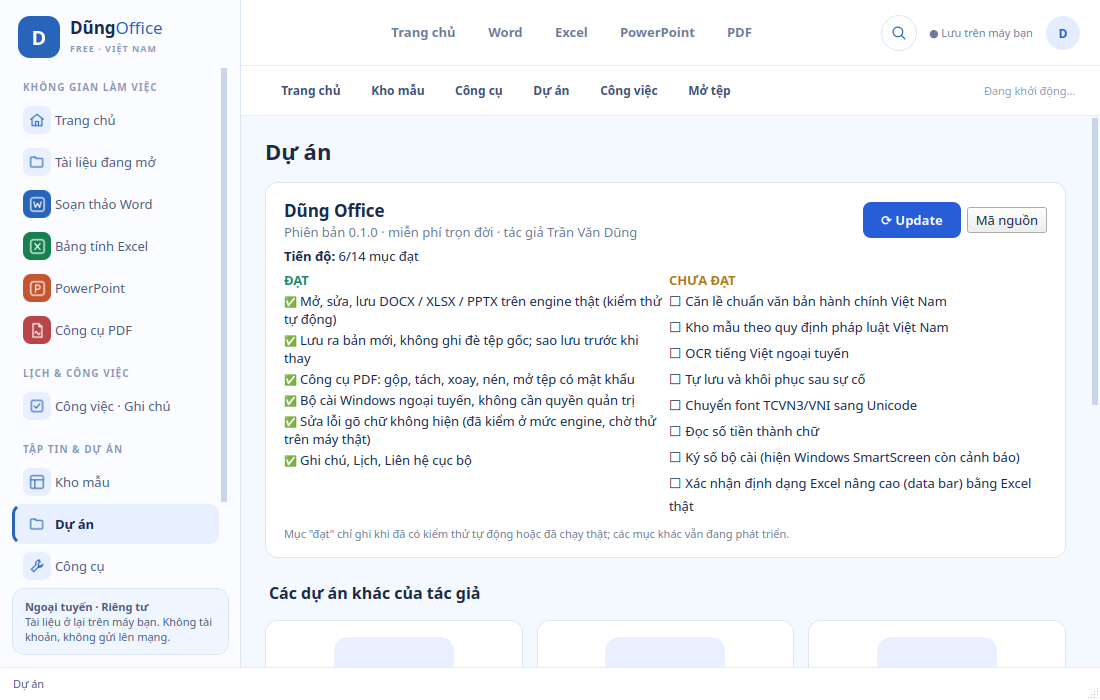 D
DũngOffice
FREE · VIỆT NAM
KHÔNG GIAN LÀM VIỆC
Trang chủ
Tài liệu đang mở
Soạn thảo Word
Bảng tính Excel
PowerPoint
Công cụ PDF
LỊCH & CÔNG VIỆC
Công việc · Ghi chú
TẬP TIN & DỰ ÁN
Kho mẫu
Dự án
Công cụ
Ngoại tuyến · Riêng tư
Tài liệu ở lại trên máy bạn. Không tài
khoản, không gửi lên mạng.
Trang chủ Word Excel PowerPoint PDF
Lưu trên máy bạn
D
Trang chủ Kho mẫu Công cụ Dự án Công việc Mở tệp
Đang khởi động...
Dự án
Dũng Office
Phiên bản 0.1.0 · miễn phí trọn đời · tác giả Trần Văn Dũng
⟳ Update
Mã nguồn
Tiến độ: 6/14 mục đạt
ĐẠT
✅ Mở, sửa, lưu DOCX / XLSX / PPTX trên engine thật (kiểm thử
tự động)
✅ Lưu ra bản mới, không ghi đè tệp gốc; sao lưu trước khi
thay
✅ Công cụ PDF: gộp, tách, xoay, nén, mở tệp có mật khẩu
✅ Bộ cài Windows ngoại tuyến, không cần quyền quản trị
✅ Sửa lỗi gõ chữ không hiện (đã kiểm ở mức engine, chờ thử
trên máy thật)
✅ Ghi chú, Lịch, Liên hệ cục bộ
CHƯA ĐẠT
☐ Căn lề chuẩn văn bản hành chính Việt Nam
☐ Kho mẫu theo quy định pháp luật Việt Nam
☐ OCR tiếng Việt ngoại tuyến
☐ Tự lưu và khôi phục sau sự cố
☐ Chuyển font TCVN3/VNI sang Unicode
☐ Đọc số tiền thành chữ
☐ Ký số bộ cài (hiện Windows SmartScreen còn cảnh báo)
☐ Xác nhận định dạng Excel nâng cao (data bar) bằng Excel
thật
Mục "đạt" chỉ ghi khi đã có kiểm thử tự động hoặc đã chạy thật; các mục khác vẫn đang phát triển.
Các dự án khác của tác giả
Dự án